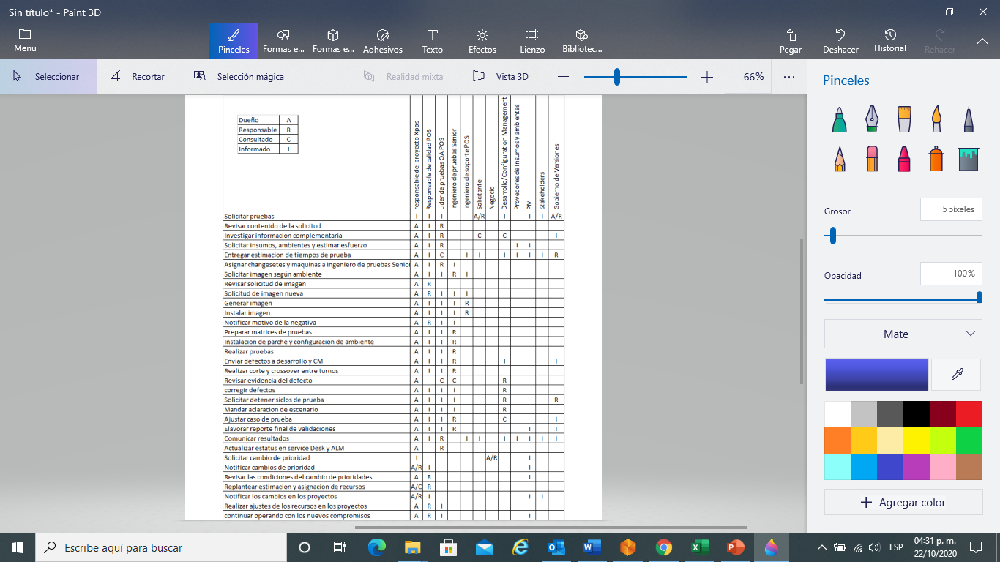 Sin título* - Paint 3D
Menú
Pinceles
Formas e...
Formas e...
Adhesivos
Texto
Efectos
Lienzo
Bibliotec...
Pegar
Deshacer
Historial
Rehacer
Seleccionar
Recortar
Selección mágica
Realidad mixta
Vista 3D
66%
Dueño A
Responsable R
Consultado C
Informado I
responsable del proyecto Xpos
Responsable de calidad POS
Lider de pruebas QA POS
Ingeniero de pruebas Senior
Ingeniero de soporte POS
Solicitante
Negocio
Desarrollo/Configuration Management
Provedores de Insumos y ambientes
PM
Stakeholders
Gobierno de Versiones
Solicitar pruebas I I I A/R I I I A/R
Revisar contenido de la solicitud A I R
Investigar informacion complementaria A I R C C I
Solicitar insumos, ambientes y estimar esfuerzo A I R I I
Entregar estimacion de tiempos de prueba A I C I I I I I I R
Asignar changesetes y maquinas a Ingeniero de pruebas Senior A I R I
Solicitar imagen según ambiente A I I R I
Revisar solicitud de imagen A R
Solicitud de imagen nueva A R I I I
Generar imagen A I I I R
Instalar imagen A I I I R
Notificar motivo de la negativa A R I I
Preparar matrices de pruebas A I I R
Instalacion de parche y configuracion de ambiente A I I R
Realizar pruebas A I I R
Enviar defectos a desarrollo y CM A I I R I I
Realizar corte y crossover entre turnos A I I R
Revisar evidencia del defecto A C C R
corregir defectos A I I I R
Solicitar detener siclos de prueba A I I I R R
Mandar aclaracion de escenario A I I I R
Ajustar caso de prueba A I I R C I
Elavorar reporte final de validaciones A I I R I I
Comunicar resultados A I R I I I I I I I
Actualizar estatus en service Desk y ALM A R
Solicitar cambio de prioridad I A/R I
Notificar cambios de prioridad A/R I I
Revisar las condiciones del cambio de prioridades A R I
Replantear estimacion y asignacion de recursos A/C R
Notificar los cambios en los proyectos A/R I I I
Realizar ajustes de los recursos en los proyectos A R I
continuar operando con los nuevos compromisos A R I I
Pinceles
Grosor
5píxeles
Opacidad
100%
Mate
Agregar color
Escribe aquí para buscar
ESP
04:31 p. m.
22/10/2020